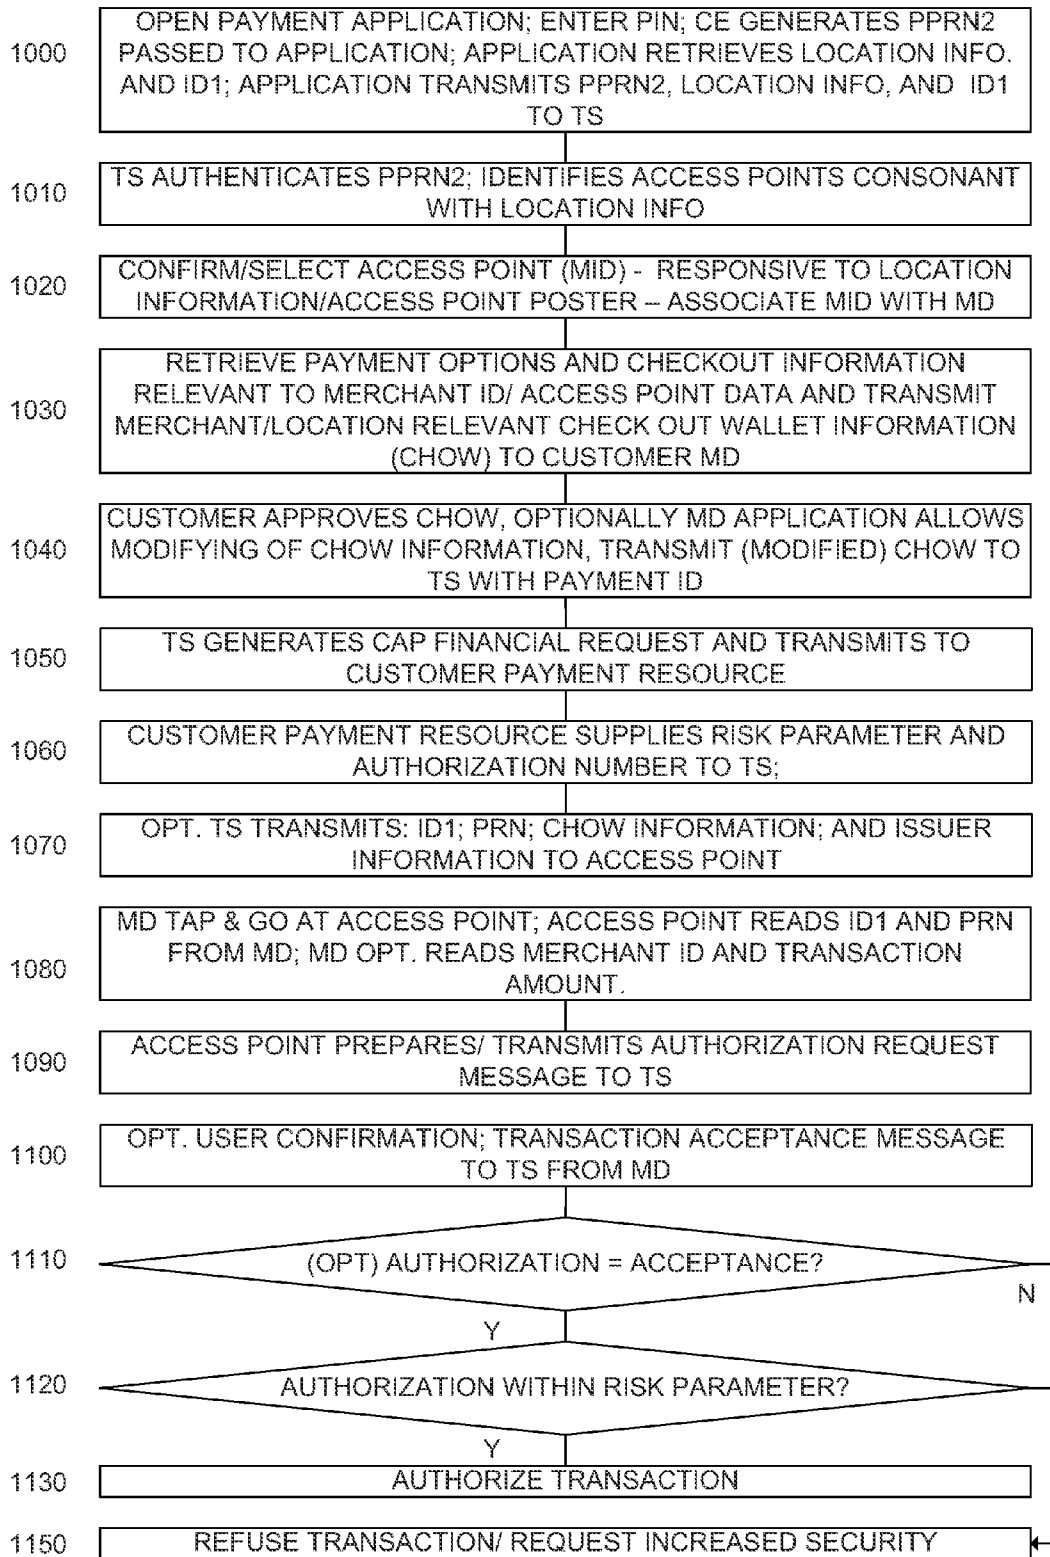 1000
OPEN PAYMENT APPLICATION; ENTER PIN; CE GENERATES PPRN2
PASSED TO APPLICATION; APPLICATION RETRIEVES LOCATION INFO.
AND ID1; APPLICATION TRANSMITS PPRN2, LOCATION INFO, AND ID1
TO TS
1010
TS AUTHENTICATES PPRN2; IDENTIFIES ACCESS POINTS CONSONANT
WITH LOCATION INFO
1020
CONFIRM/SELECT ACCESS POINT (MID) - RESPONSIVE TO LOCATION
INFORMATION/ACCESS POINT POSTER – ASSOCIATE MID WITH MD
1030
RETRIEVE PAYMENT OPTIONS AND CHECKOUT INFORMATION
RELEVANT TO MERCHANT ID/ ACCESS POINT DATA AND TRANSMIT
MERCHANT/LOCATION RELEVANT CHECK OUT WALLET INFORMATION
(CHOW) TO CUSTOMER MD
1040
CUSTOMER APPROVES CHOW, OPTIONALLY MD APPLICATION ALLOWS
MODIFYING OF CHOW INFORMATION, TRANSMIT (MODIFIED) CHOW TO
TS WITH PAYMENT ID
1050
TS GENERATES CAP FINANCIAL REQUEST AND TRANSMITS TO
CUSTOMER PAYMENT RESOURCE
1060
CUSTOMER PAYMENT RESOURCE SUPPLIES RISK PARAMETER AND
AUTHORIZATION NUMBER TO TS;
1070
OPT. TS TRANSMITS: ID1; PRN; CHOW INFORMATION; AND ISSUER
INFORMATION TO ACCESS POINT
1080
MD TAP & GO AT ACCESS POINT; ACCESS POINT READS ID1 AND PRN
FROM MD; MD OPT. READS MERCHANT ID AND TRANSACTION
AMOUNT.
1090
ACCESS POINT PREPARES/ TRANSMITS AUTHORIZATION REQUEST
MESSAGE TO TS
1100
OPT. USER CONFIRMATION; TRANSACTION ACCEPTANCE MESSAGE
TO TS FROM MD
1110
(OPT) AUTHORIZATION = ACCEPTANCE?
N
Y
1120
AUTHORIZATION WITHIN RISK PARAMETER?
Y
1130
AUTHORIZE TRANSACTION
1150
REFUSE TRANSACTION/ REQUEST INCREASED SECURITY